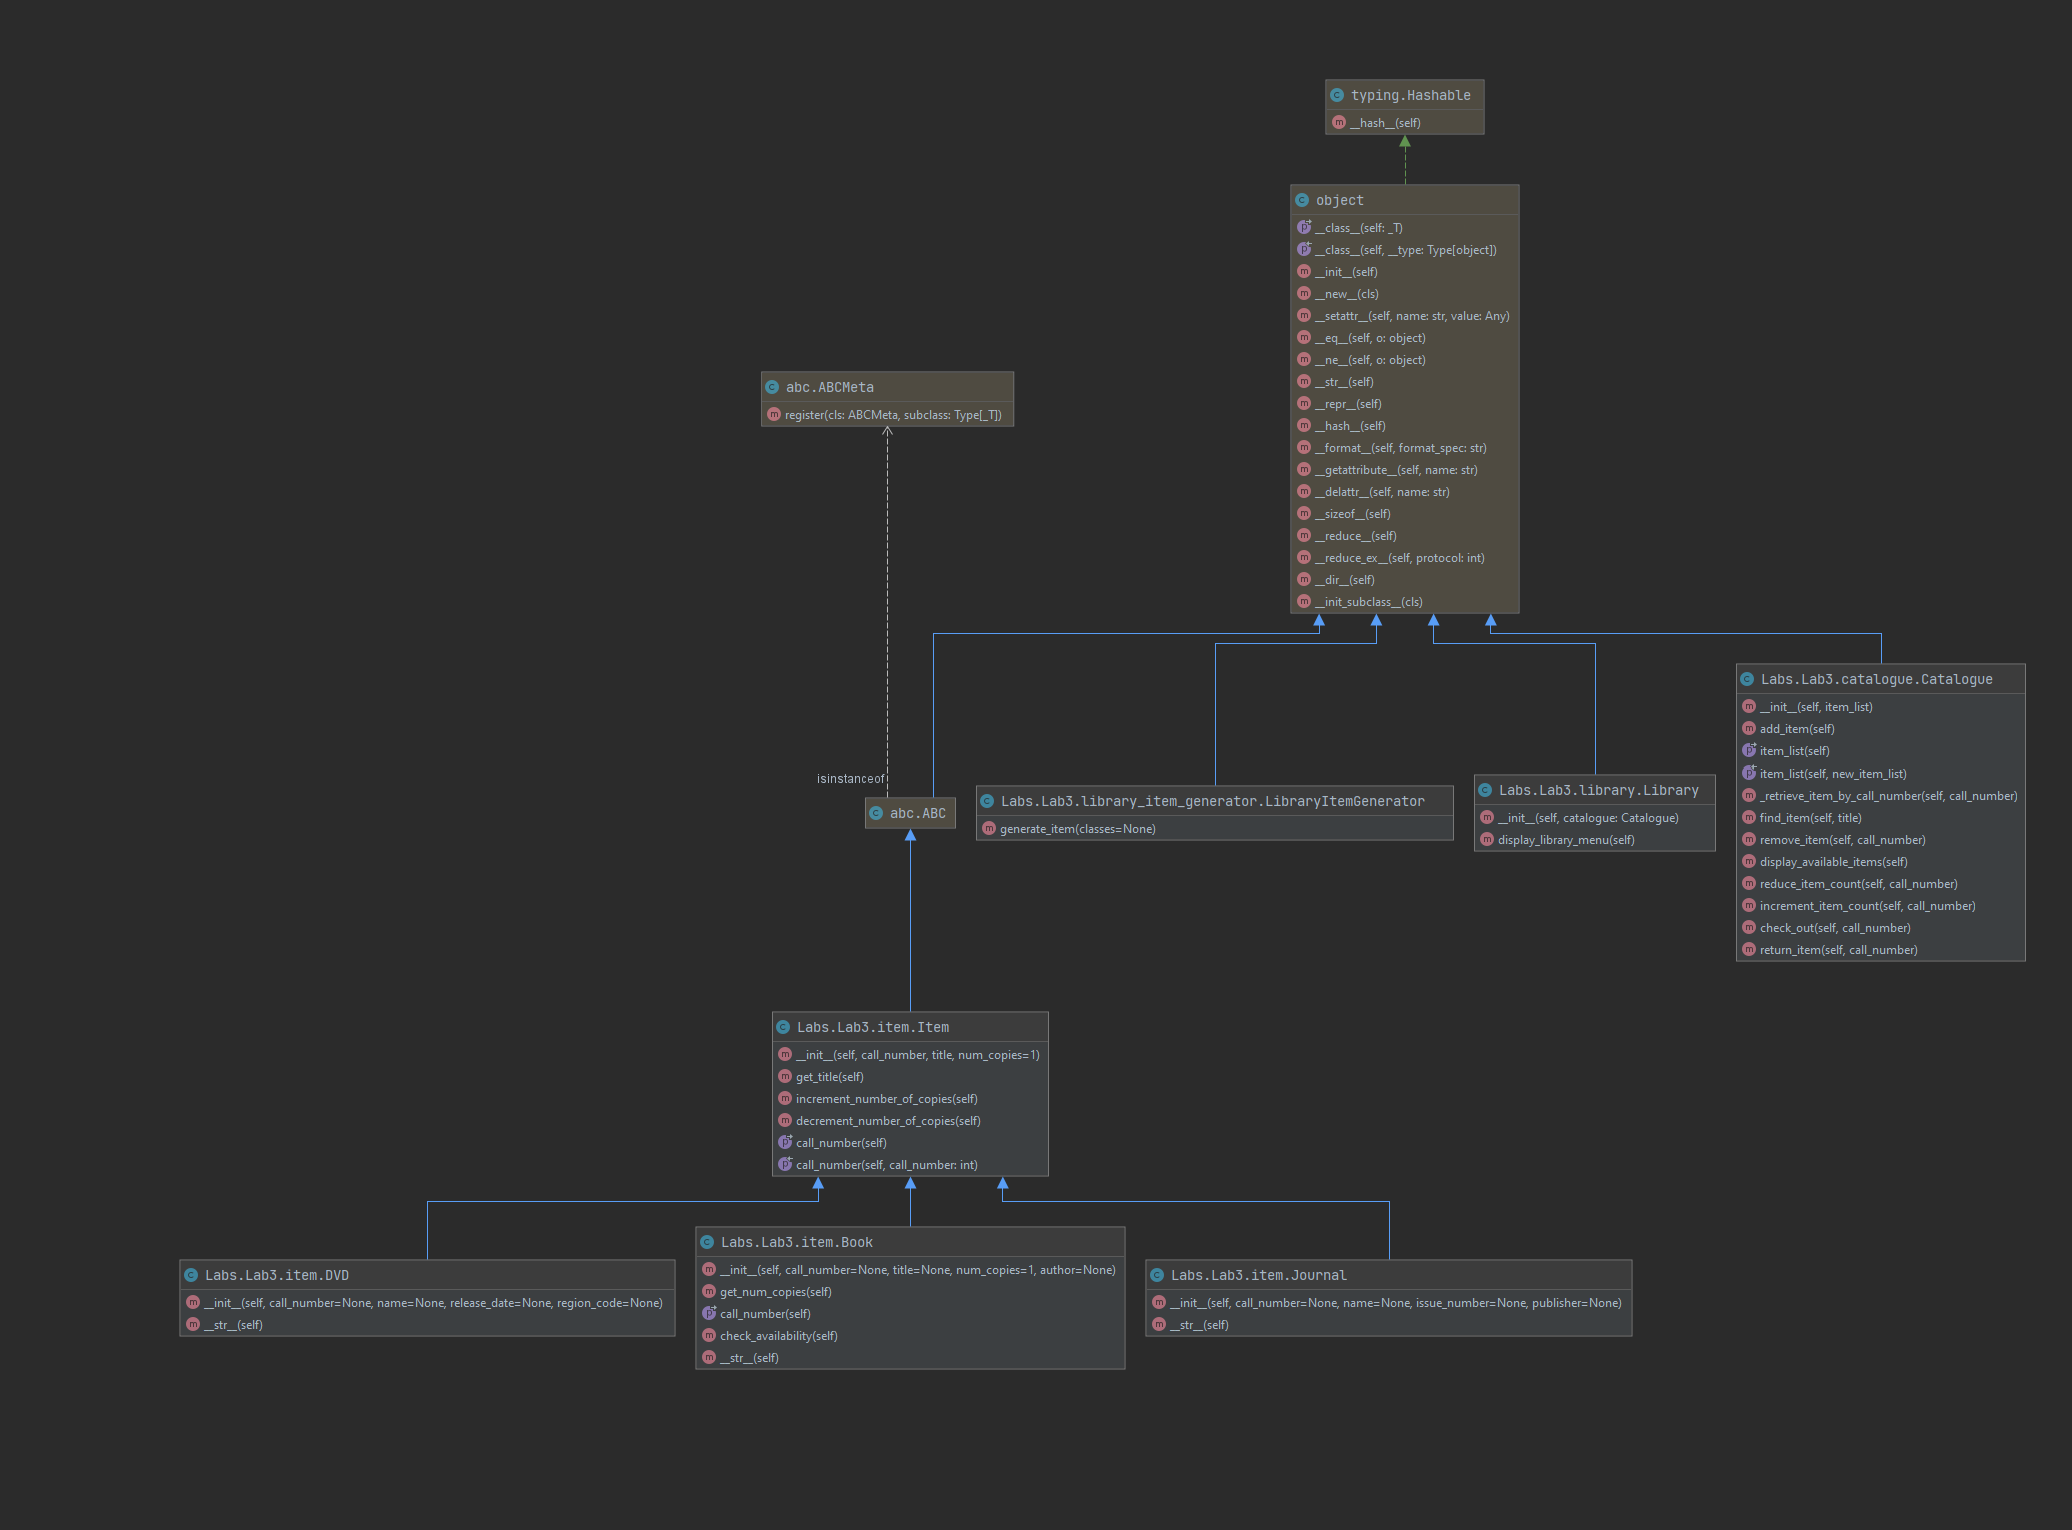 typing.Hashable
__hash__(self)
object
__class__(self: _T)
__class__(self, __type: Type[object])
__init__(self)
__new__(cls)
__setattr__(self, name: str, value: Any)
__eq__(self, o: object)
__ne__(self, o: object)
__str__(self)
__repr__(self)
__hash__(self)
__format__(self, format_spec: str)
__getattribute__(self, name: str)
__delattr__(self, name: str)
__sizeof__(self)
__reduce__(self)
__reduce_ex__(self, protocol: int)
__dir__(self)
__init_subclass__(cls)
abc.ABCMeta
register(cls: ABCMeta, subclass: Type[_T])
isinstanceof
abc.ABC
Labs.Lab3.library_item_generator.LibraryItemGenerator
generate_item(classes=None)
Labs.Lab3.library.Library
__init__(self, catalogue: Catalogue)
display_library_menu(self)
Labs.Lab3.catalogue.Catalogue
__init__(self, item_list)
add_item(self)
item_list(self)
item_list(self, new_item_list)
_retrieve_item_by_call_number(self, call_number)
find_item(self, title)
remove_item(self, call_number)
display_available_items(self)
reduce_item_count(self, call_number)
increment_item_count(self, call_number)
check_out(self, call_number)
return_item(self, call_number)
Labs.Lab3.item.Item
__init__(self, call_number, title, num_copies=1)
get_title(self)
increment_number_of_copies(self)
decrement_number_of_copies(self)
call_number(self)
call_number(self, call_number: int)
Labs.Lab3.item.DVD
__init__(self, call_number=None, name=None, release_date=None, region_code=None)
__str__(self)
Labs.Lab3.item.Book
__init__(self, call_number=None, title=None, num_copies=1, author=None)
get_num_copies(self)
call_number(self)
check_availability(self)
__str__(self)
Labs.Lab3.item.Journal
__init__(self, call_number=None, name=None, issue_number=None, publisher=None)
__str__(self)